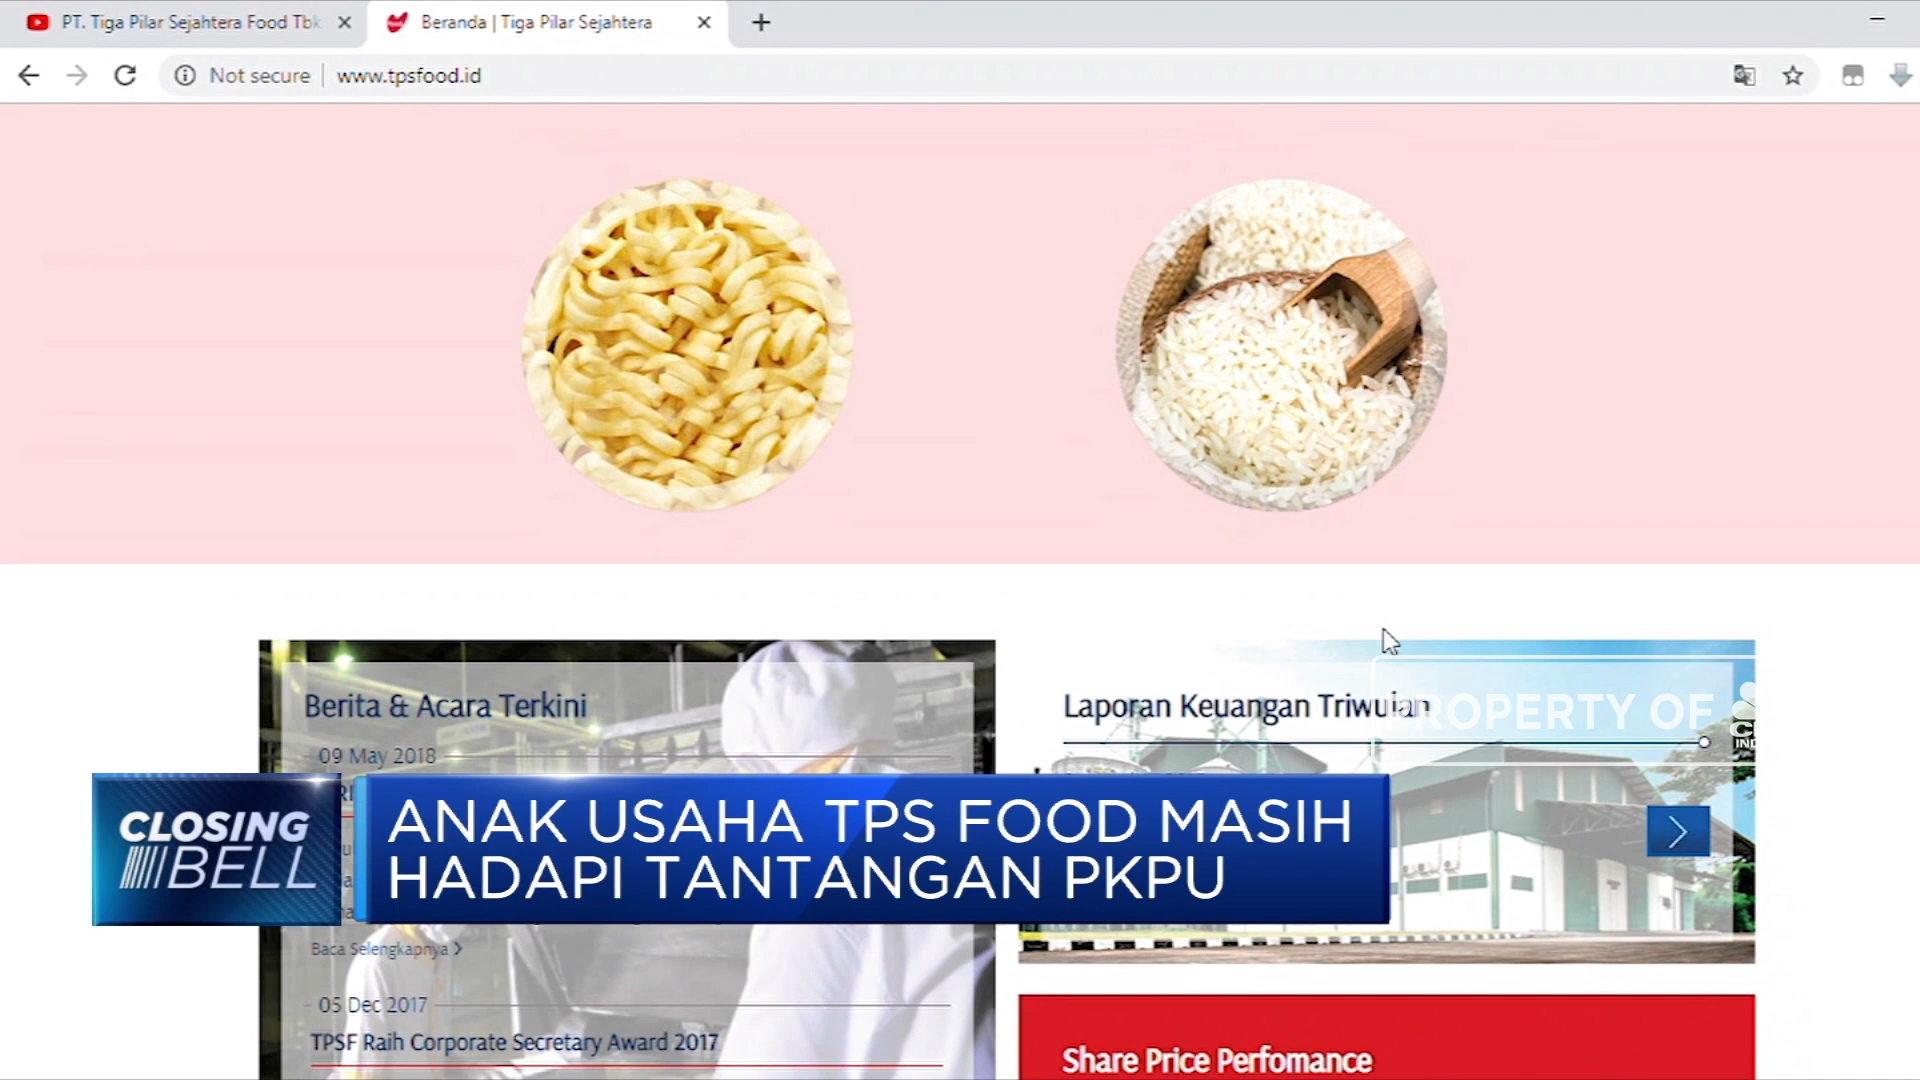 PT. Tiga Pilar Sejahtera Food Tbk
Beranda | Tiga Pilar Sejahtera
Not secure
www.tpsfood.id
Berita & Acara Terkini
09 May 2018
Baca Selengkapnya
05 Dec 2017
TPSF Raih Corporate Secretary Award 2017
Laporan Keuangan Triwulan
PROPERTY OF
Share Price Perfomance
CLOSING
BELL
ANAK USAHA TPS FOOD MASIH
HADAPI TANTANGAN PKPU